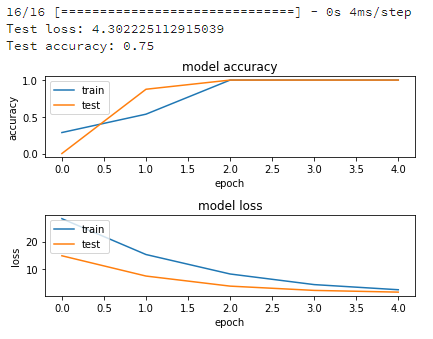 16/16 [==============================] - 0s 4ms/step
Test loss: 4.302225112915039
Test accuracy: 0.75
model accuracy
1.0
0.5
0.0
accuracy
train
test
0.0 0.5 1.0 1.5 2.0 2.5 3.0 3.5 4.0
epoch
model loss
20
10
loss
train
test
0.0 0.5 1.0 1.5 2.0 2.5 3.0 3.5 4.0
epoch